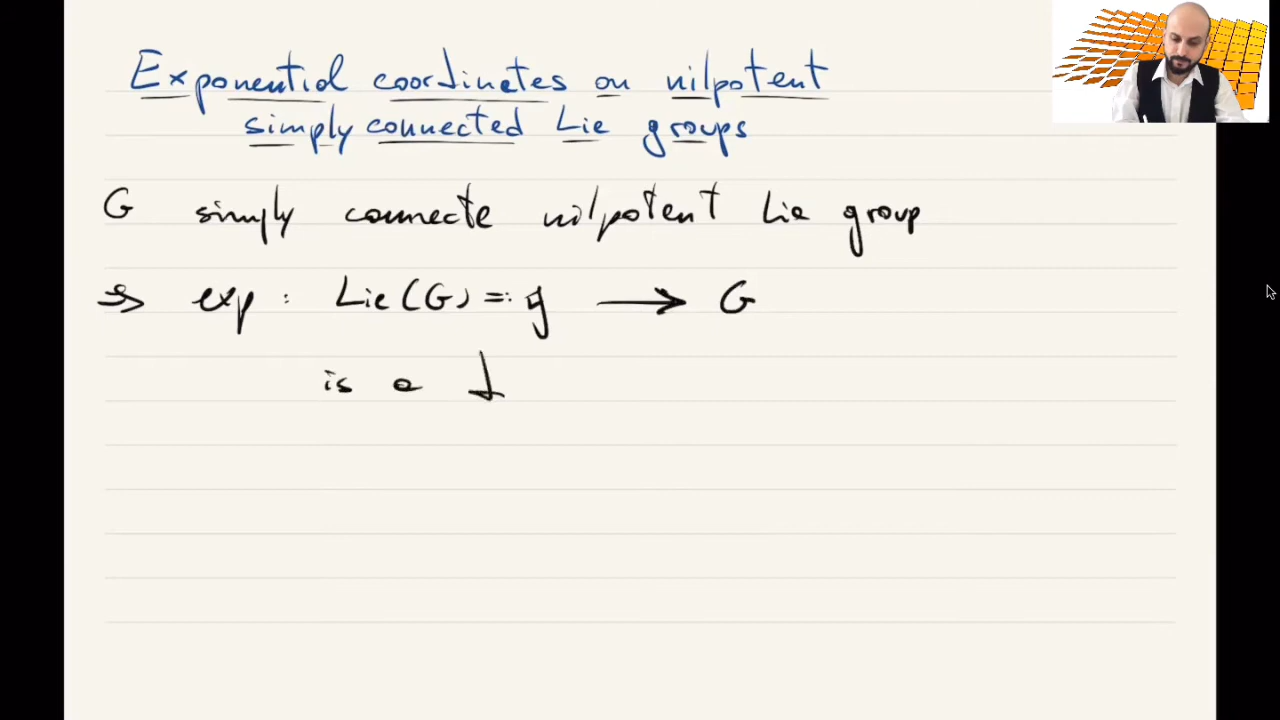 Exponential coordinates on nilpotent
simply connected Lie groups
G simply connecte nilpotent Lie group
⇒ exp : Lie(G) =: g ⟶ G
is a